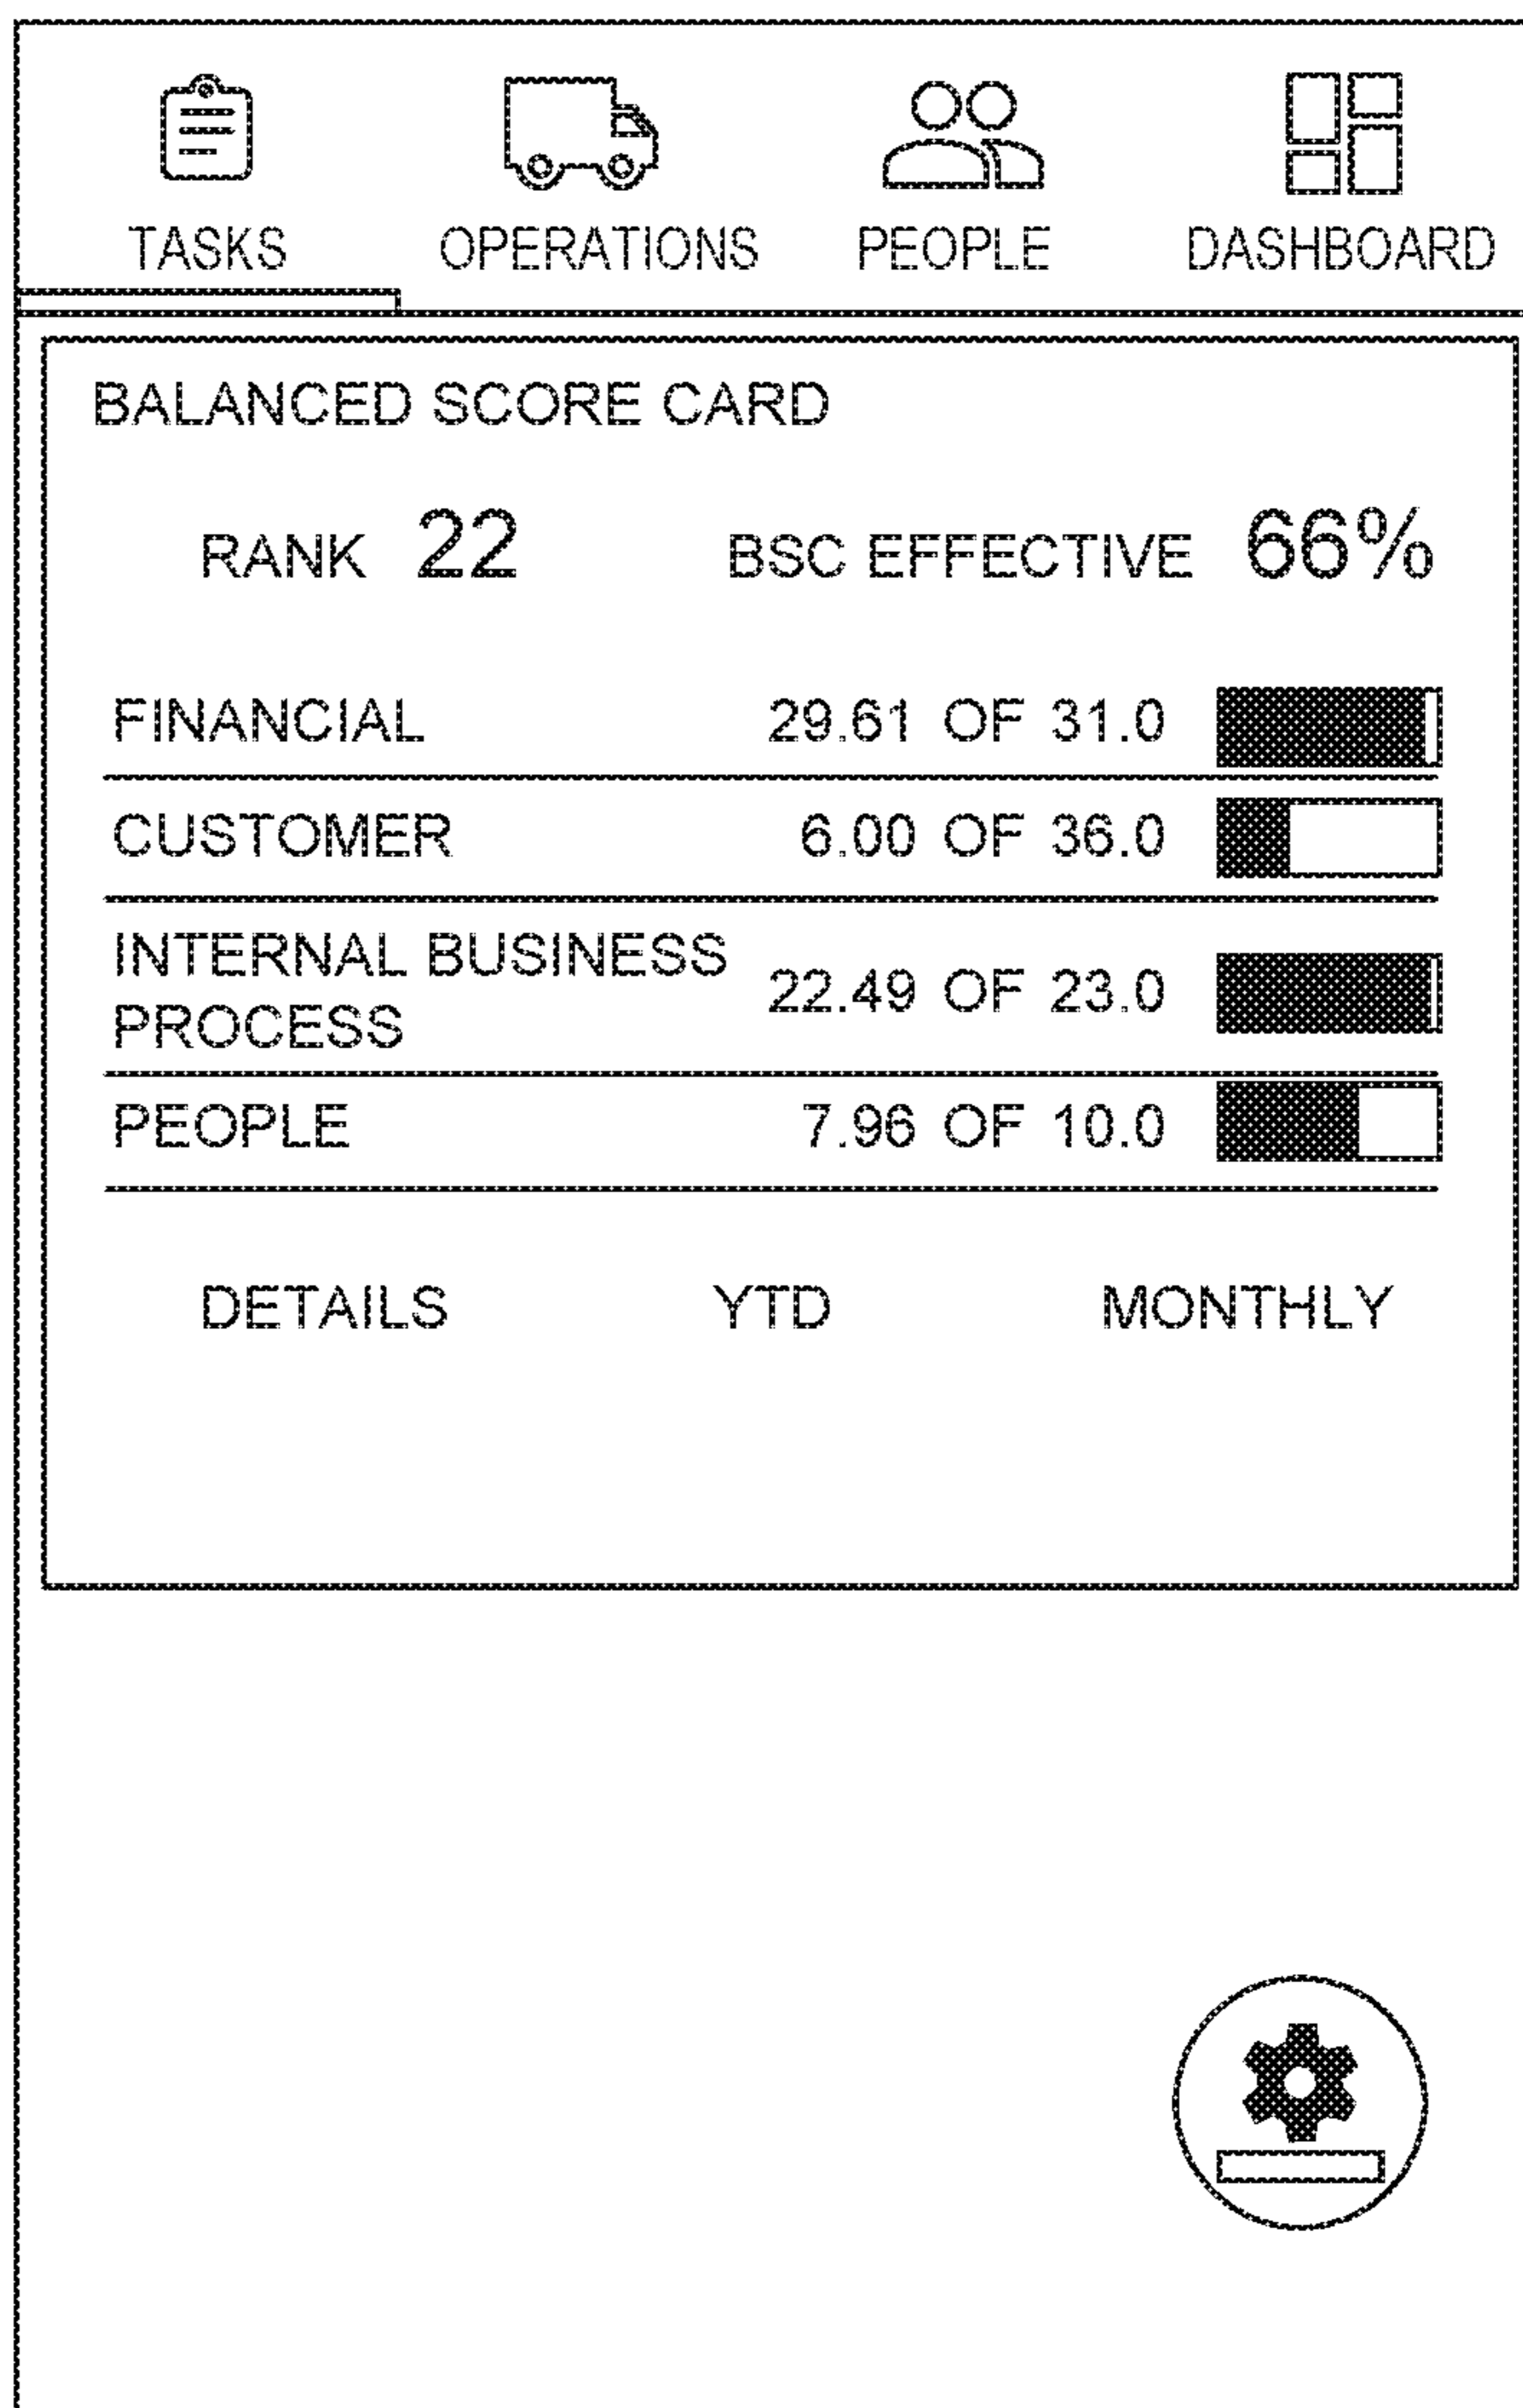 TASKS OPERATIONS PEOPLE DASHBOARD
BALANCED SCORE CARD
RANK 22 BSC EFFECTIVE 66%
FINANCIAL 29.61 OF 31.0
CUSTOMER 6.00 OF 36.0
INTERNAL BUSINESS
PROCESS 22.49 OF 23.0
PEOPLE 7.96 OF 10.0
DETAILS YTD MONTHLY